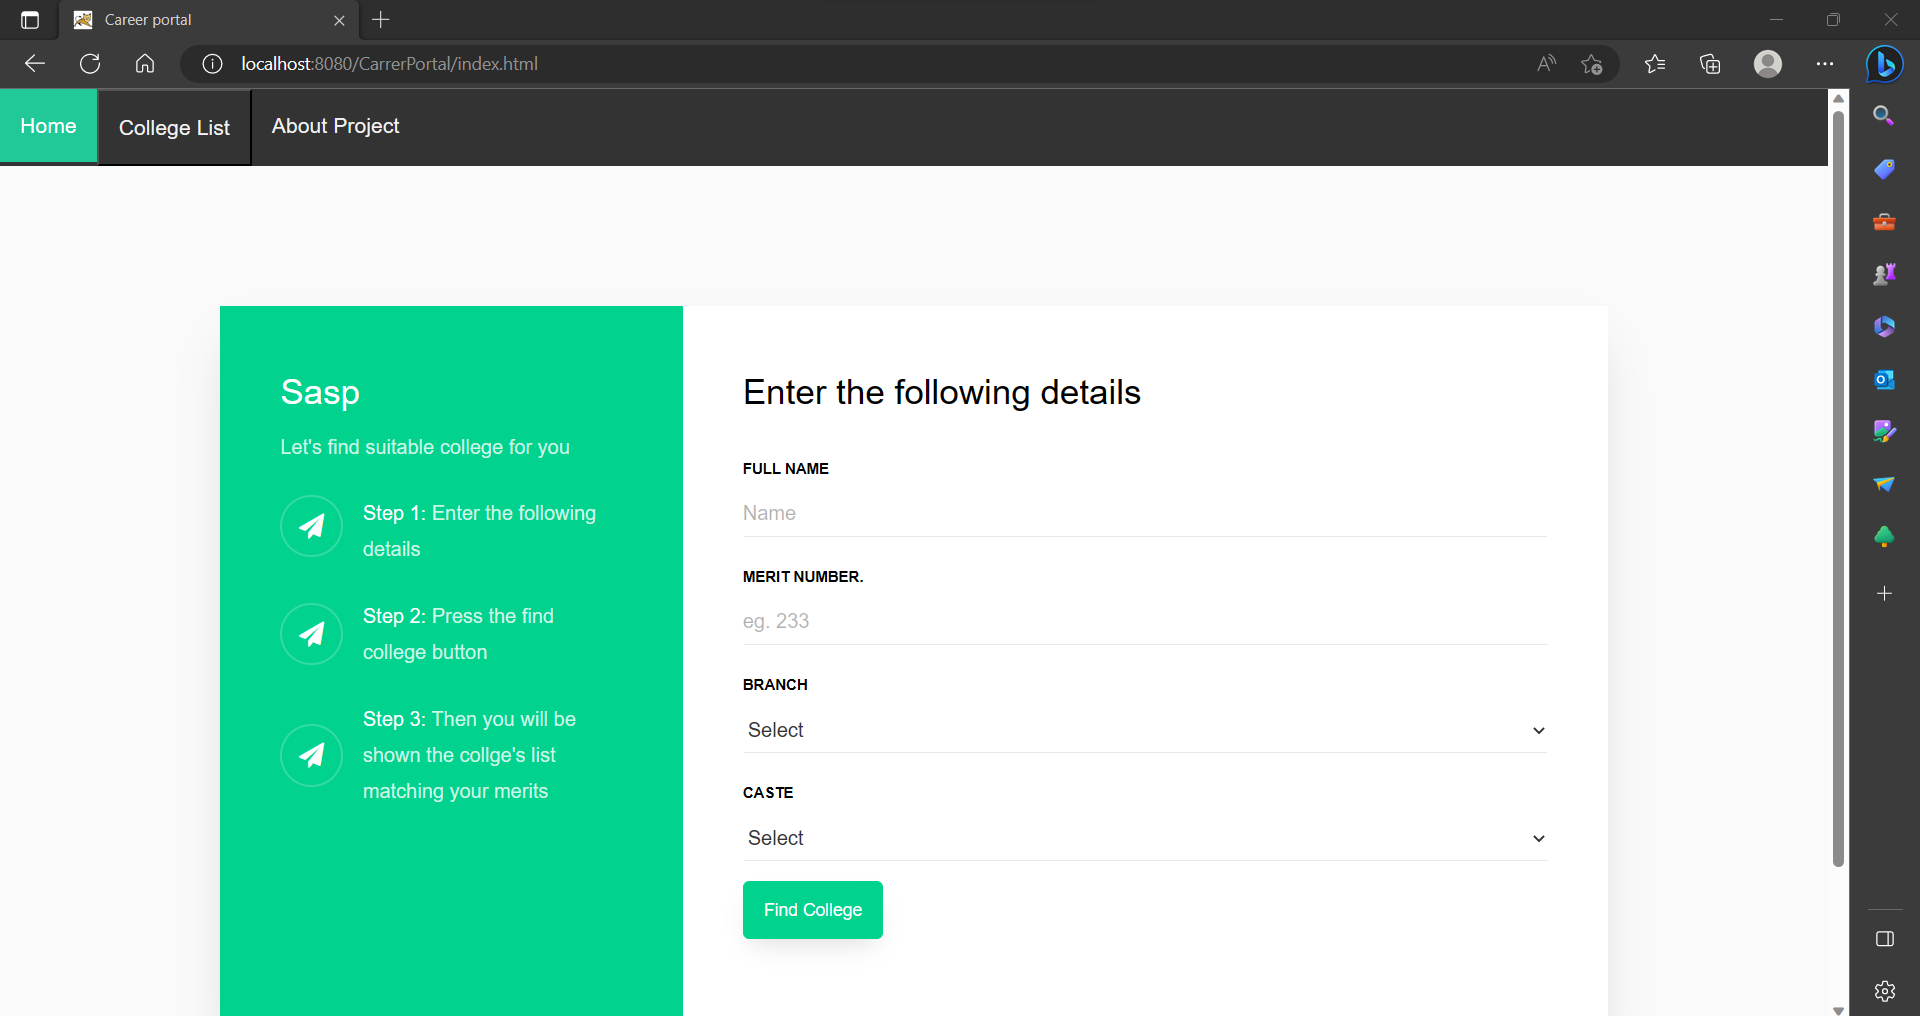 Career portal
localhost:8080/CarrerPortal/index.html
Home
College List
About Project
Sasp
Let's find suitable college for you
Step 1: Enter the following
details
Step 2: Press the find
college button
Step 3: Then you will be
shown the collge's list
matching your merits
Enter the following details
FULL NAME
Name
MERIT NUMBER.
eg. 233
BRANCH
Select
CASTE
Select
Find College